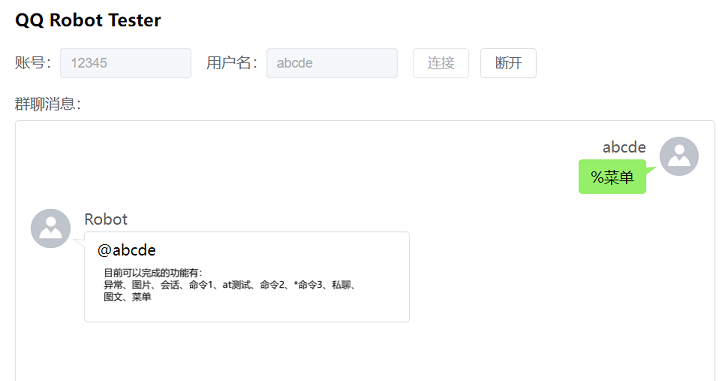 QQ Robot Tester
账号： 12345 用户名： abcde 连接 断开
群聊消息：
abcde
%菜单
Robot
@abcde
目前可以完成的功能有：
异常、图片、会话、命令1、at测试、命令2、*命令3、私聊、
图文、菜单